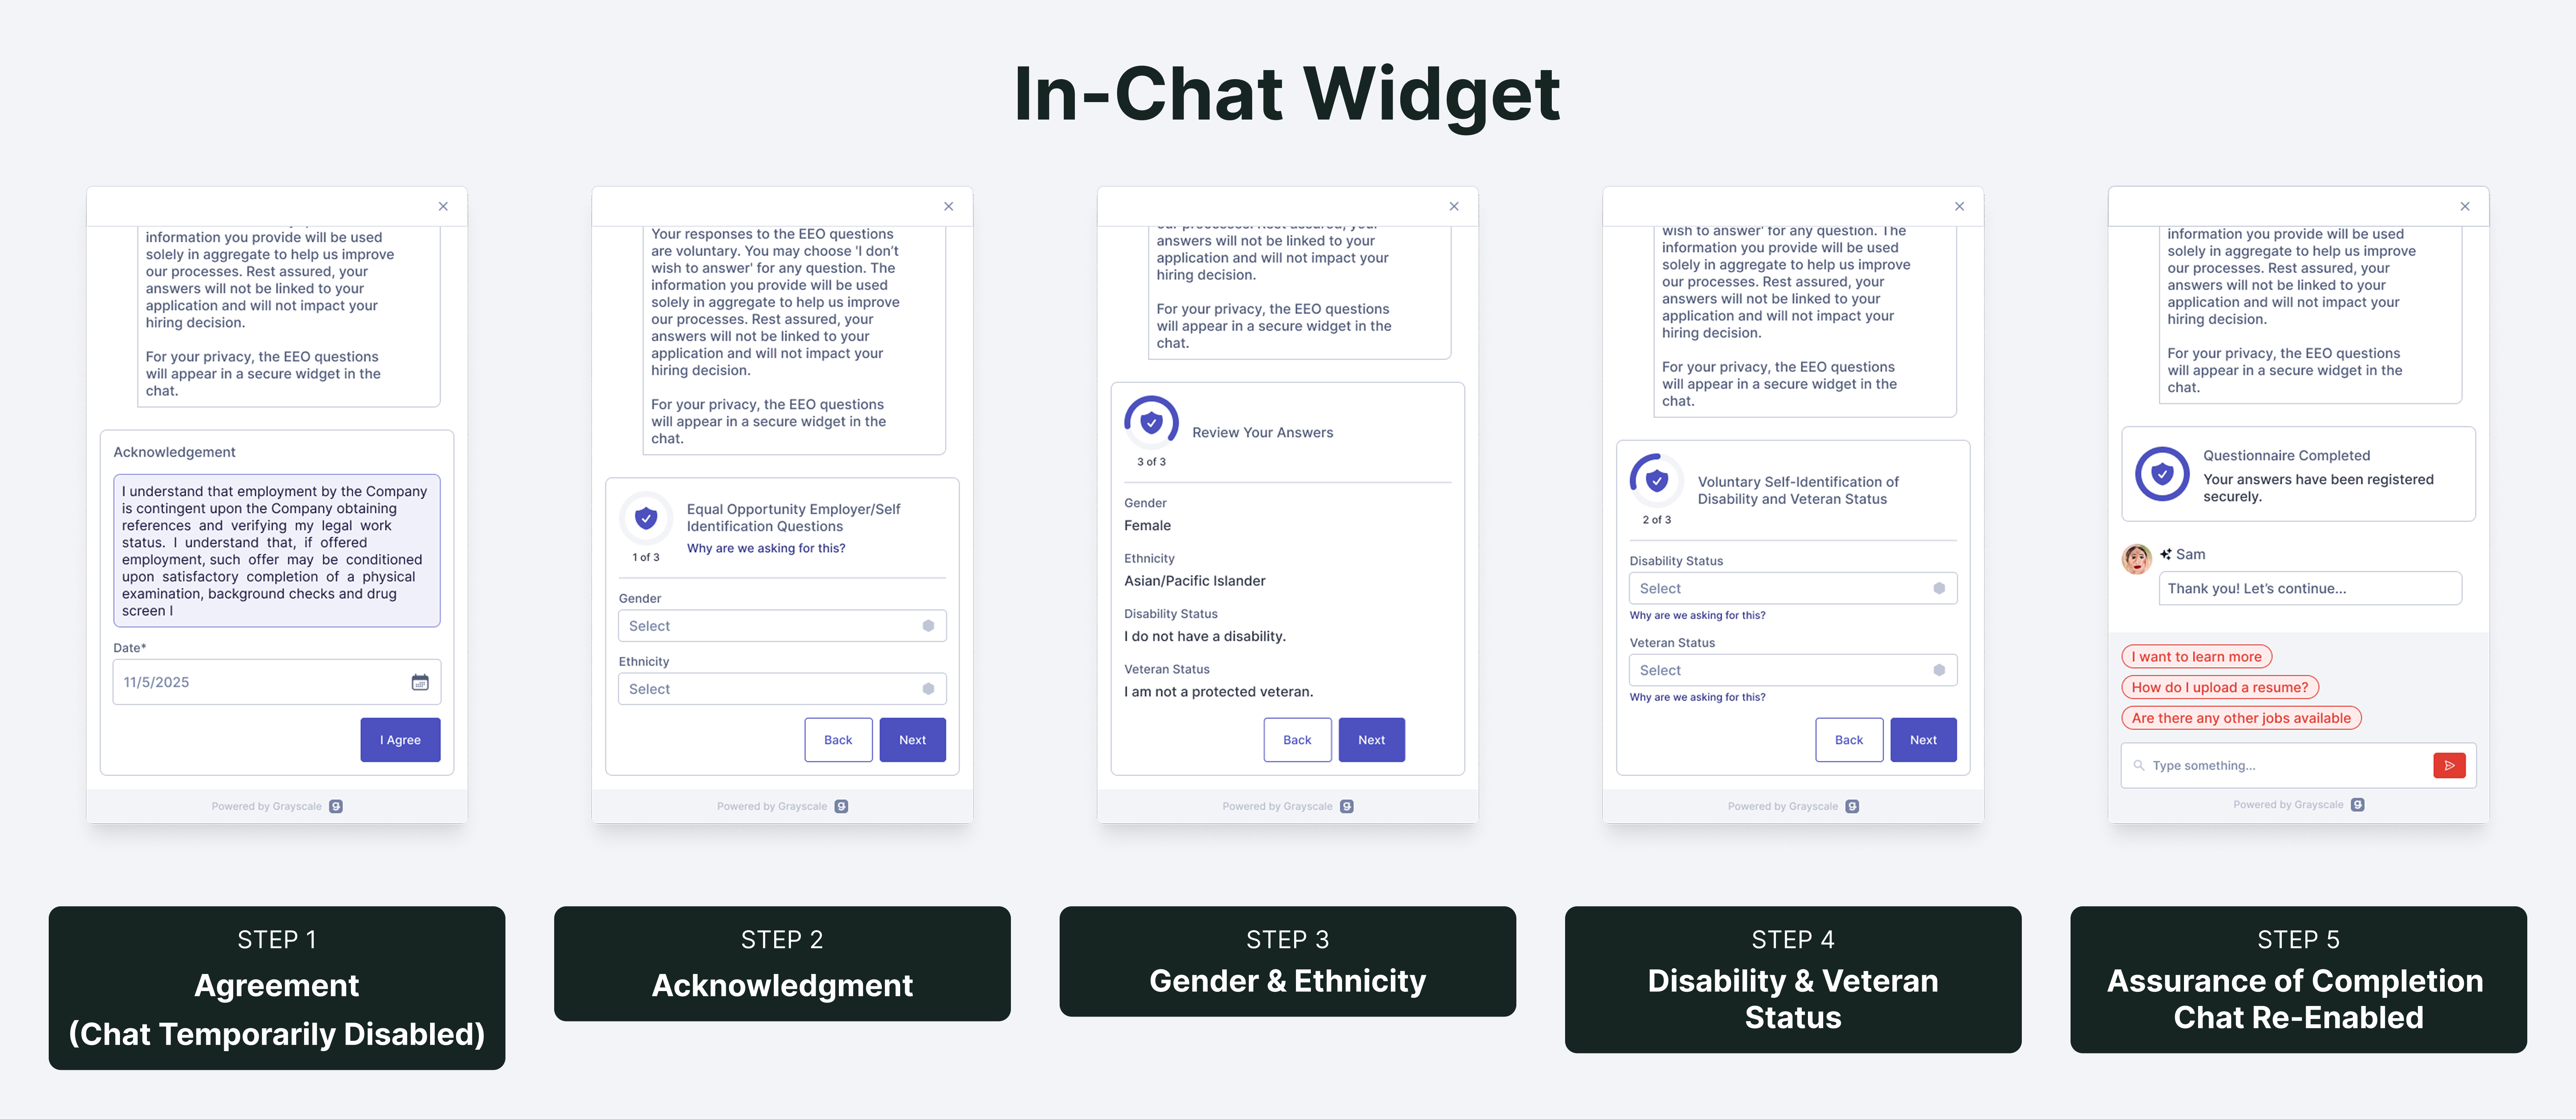 In-Chat Widget
information you provide will be used
solely in aggregate to help us improve
our processes. Rest assured, your
answers will not be linked to your
application and will not impact your
hiring decision.
For your privacy, the EEO questions
will appear in a secure widget in the
chat.
Acknowledgement
I understand that employment by the Company
is contingent upon the Company obtaining
references and verifying my legal work
status. I understand that, if offered
employment, such offer may be conditioned
upon satisfactory completion of a physical
examination, background checks and drug
screen I
Date*
11/5/2025
I Agree
Powered by Grayscale g
STEP 1
Agreement
(Chat Temporarily Disabled)
Your responses to the EEO questions
are voluntary. You may choose 'I don't
wish to answer' for any question. The
information you provide will be used
solely in aggregate to help us improve
our processes. Rest assured, your
answers will not be linked to your
application and will not impact your
hiring decision.
For your privacy, the EEO questions
will appear in a secure widget in the
chat.
1 of 3
Equal Opportunity Employer/Self
Identification Questions
Why are we asking for this?
Gender
Select
Ethnicity
Select
Back
Next
Powered by Grayscale g
STEP 2
Acknowledgment
our processes. Rest assured, your
answers will not be linked to your
application and will not impact your
hiring decision.
For your privacy, the EEO questions
will appear in a secure widget in the
chat.
3 of 3
Review Your Answers
Gender
Female
Ethnicity
Asian/Pacific Islander
Disability Status
I do not have a disability.
Veteran Status
I am not a protected veteran.
Back
Next
Powered by Grayscale g
STEP 3
Gender & Ethnicity
wish to answer' for any question. The
information you provide will be used
solely in aggregate to help us improve
our processes. Rest assured, your
answers will not be linked to your
application and will not impact your
hiring decision.
For your privacy, the EEO questions
will appear in a secure widget in the
chat.
2 of 3
Voluntary Self-Identification of
Disability and Veteran Status
Disability Status
Select
Why are we asking for this?
Veteran Status
Select
Why are we asking for this?
Back
Next
Powered by Grayscale g
STEP 4
Disability & Veteran
Status
information you provide will be used
solely in aggregate to help us improve
our processes. Rest assured, your
answers will not be linked to your
application and will not impact your
hiring decision.
For your privacy, the EEO questions
will appear in a secure widget in the
chat.
Questionnaire Completed
Your answers have been registered
securely.
Sam
Thank you! Let's continue...
I want to learn more
How do I upload a resume?
Are there any other jobs available
Type something...
Powered by Grayscale g
STEP 5
Assurance of Completion
Chat Re-Enabled